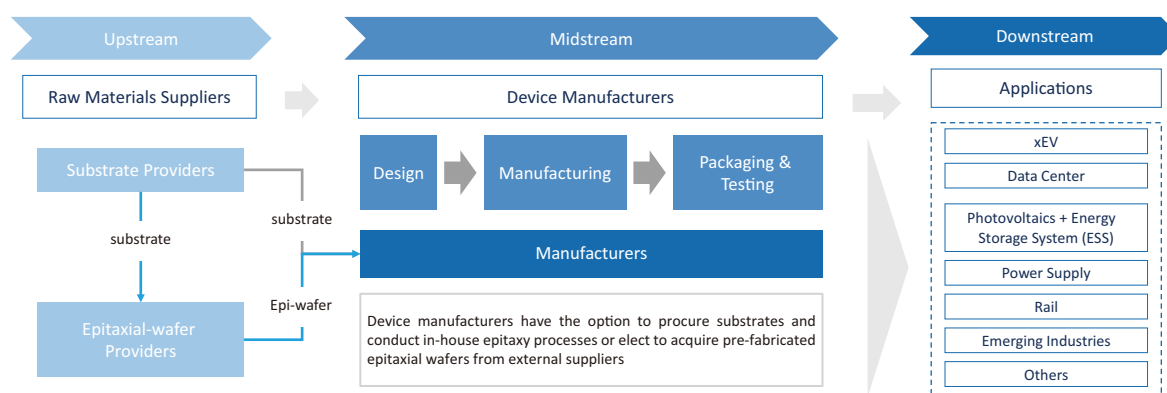 Upstream
Midstream
Downstream
Raw Materials Suppliers
Device Manufacturers
Applications
Substrate Providers
substrate
substrate
Epi-wafer
Epitaxial-wafer
Providers
Design
Manufacturing
Packaging &
Testing
Manufacturers
Device manufacturers have the option to procure substrates and
conduct in-house epitaxy processes or elect to acquire pre-fabricated
epitaxial wafers from external suppliers
xEV
Data Center
Photovoltaics + Energy
Storage System (ESS)
Power Supply
Rail
Emerging Industries
Others